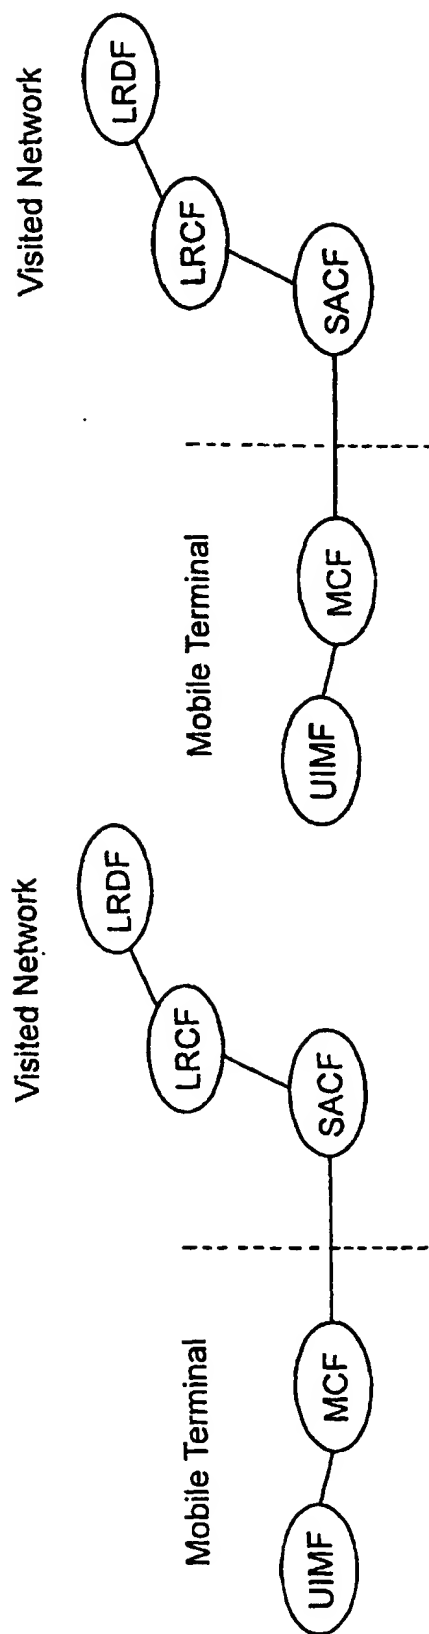 Visited Network
LRDF
LRCF
Mobile Terminal
UIMF
MCF
SACF
Visited Network
LRDF
LRCF
Mobile Terminal
UIMF
MCF
SACF